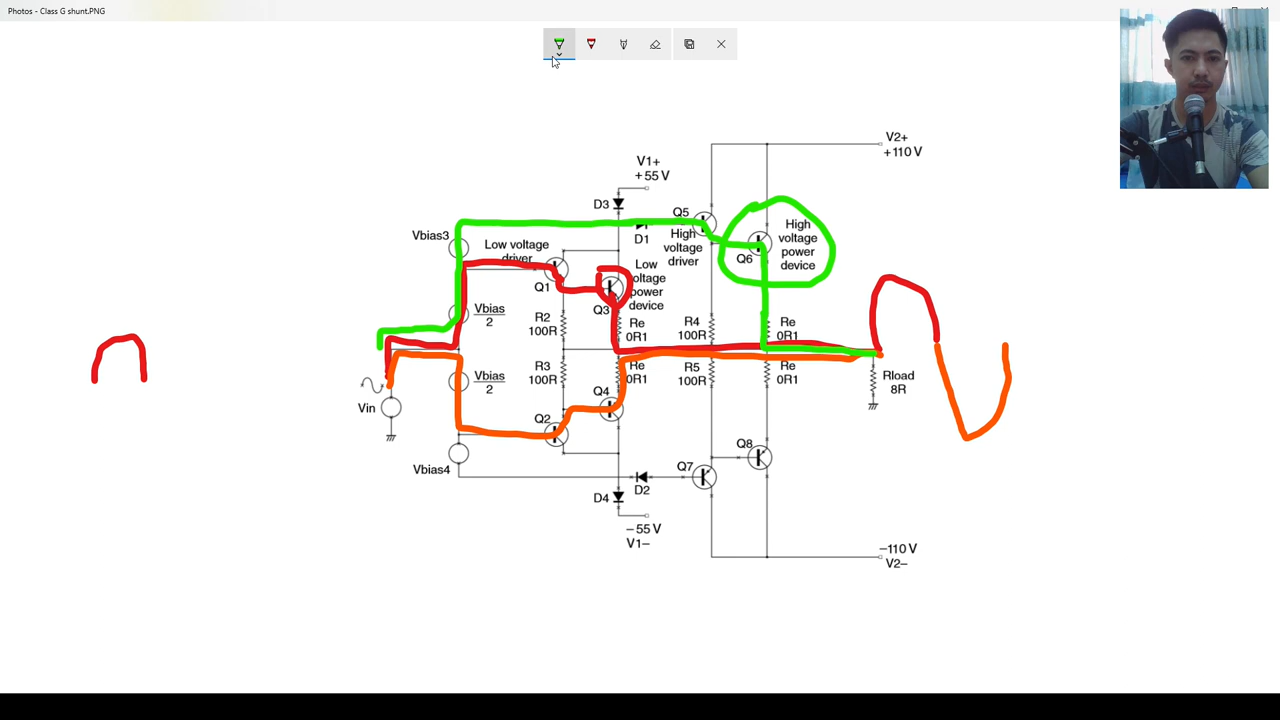 Photos - Class G shunt.PNG
V2+
+110 V
V1+
+55 V
D3
Q5
High
voltage
driver
D1
High
voltage
power
device
Q6
Vbias3
Low voltage
driver
Q1
Low
voltage
power
device
Q3
Vbias
2
R2
100R
Re
0R1
R4
100R
Re
0R1
Vbias
2
R3
100R
Re
0R1
R5
100R
Re
0R1
Rload
8R
Vin
Q4
Q2
Vbias4
Q8
Q7
D2
D4
−55 V
V1−
−110 V
V2−